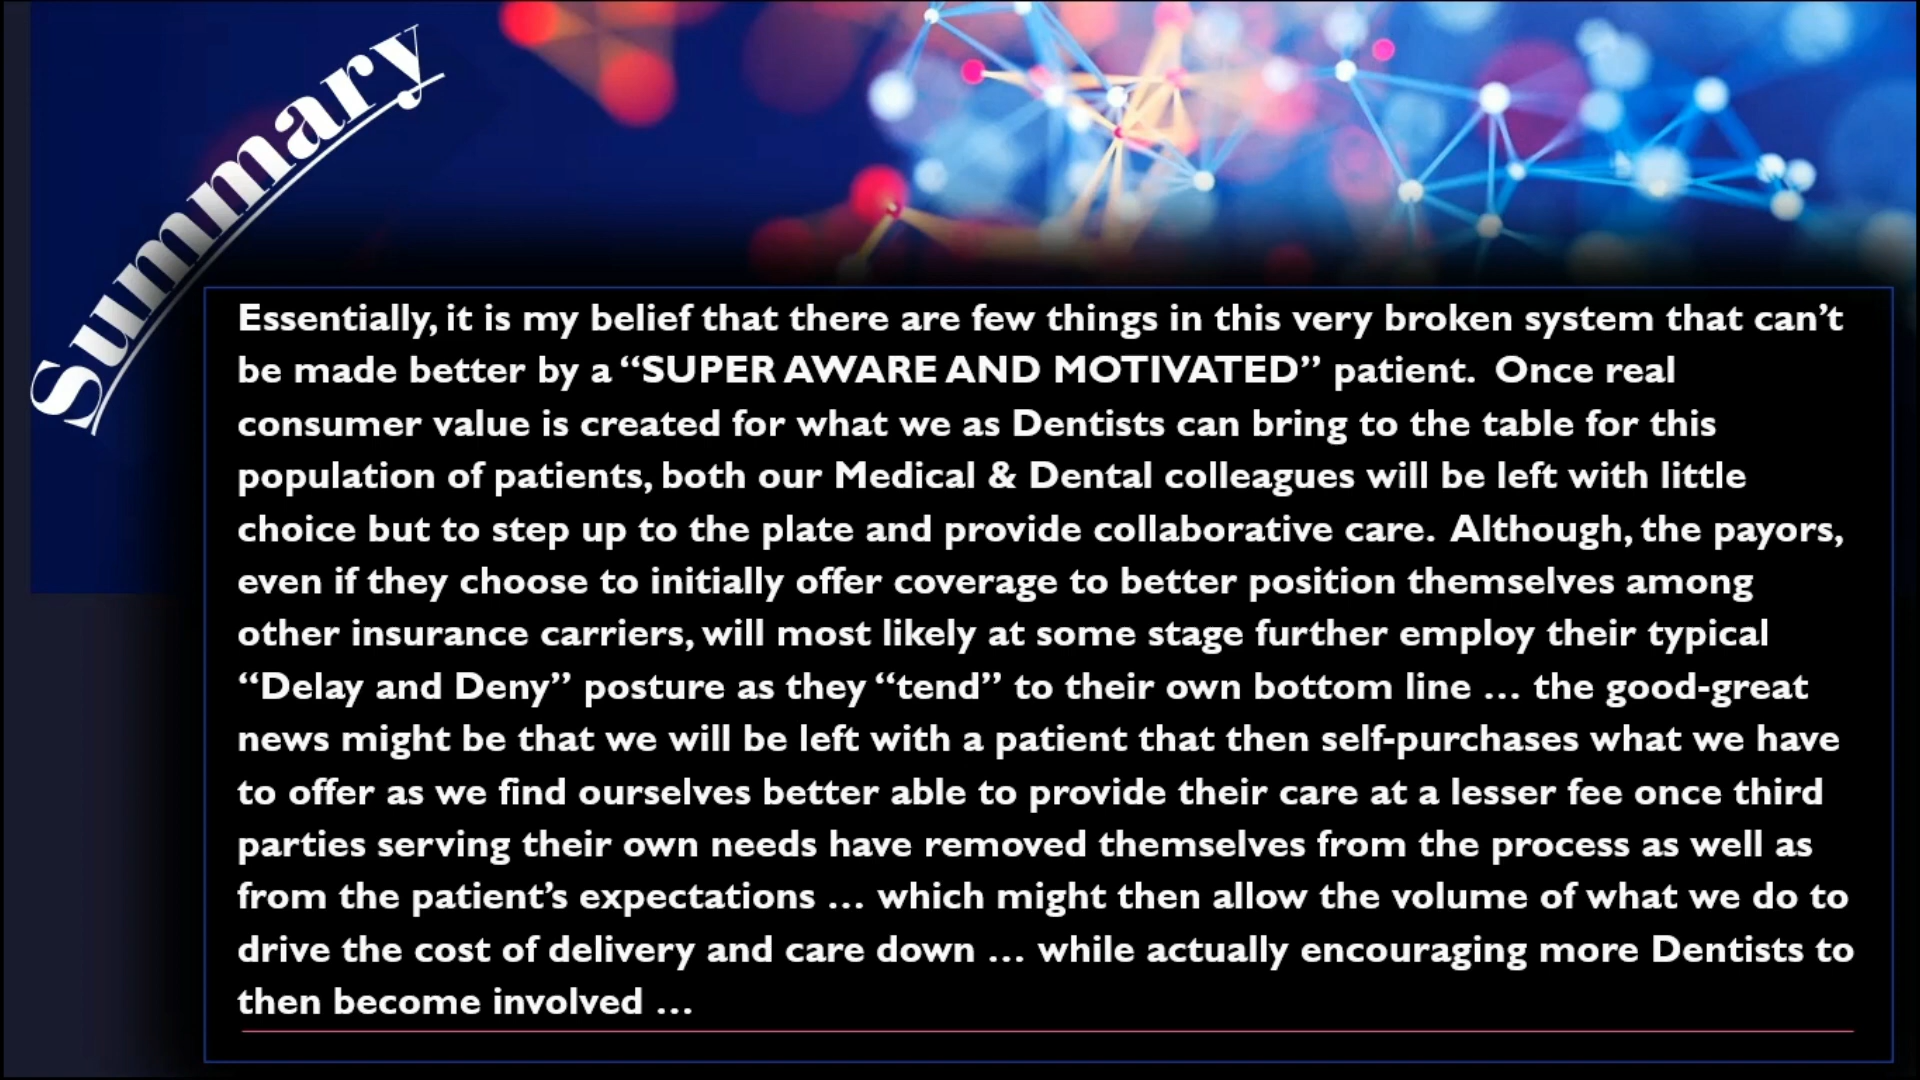 Summary
Essentially, it is my belief that there are few things in this very broken system that can’t
be made better by a “SUPER AWARE AND MOTIVATED” patient.  Once real
consumer value is created for what we as Dentists can bring to the table for this
population of patients, both our Medical & Dental colleagues will be left with little
choice but to step up to the plate and provide collaborative care.  Although, the payors,
even if they choose to initially offer coverage to better position themselves among
other insurance carriers, will most likely at some stage further employ their typical
“Delay and Deny” posture as they “tend” to their own bottom line … the good-great
news might be that we will be left with a patient that then self-purchases what we have
to offer as we find ourselves better able to provide their care at a lesser fee once third
parties serving their own needs have removed themselves from the process as well as
from the patient’s expectations … which might then allow the volume of what we do to
drive the cost of delivery and care down … while actually encouraging more Dentists to
then become involved …